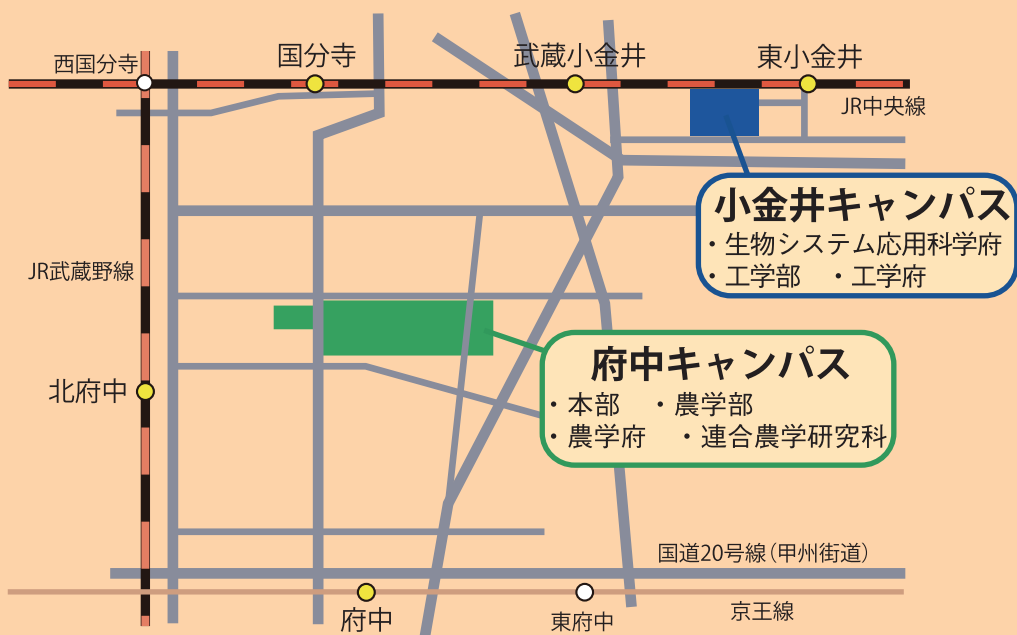 西国分寺
国分寺
武蔵小金井
東小金井
JR中央線
小金井キャンパス
・生物システム応用科学府
・工学部 ・工学府
JR武蔵野線
府中キャンパス
・本部 ・農学部
・農学府 ・連合農学研究科
北府中
国道20号線(甲州街道)
京王線
府中
東府中